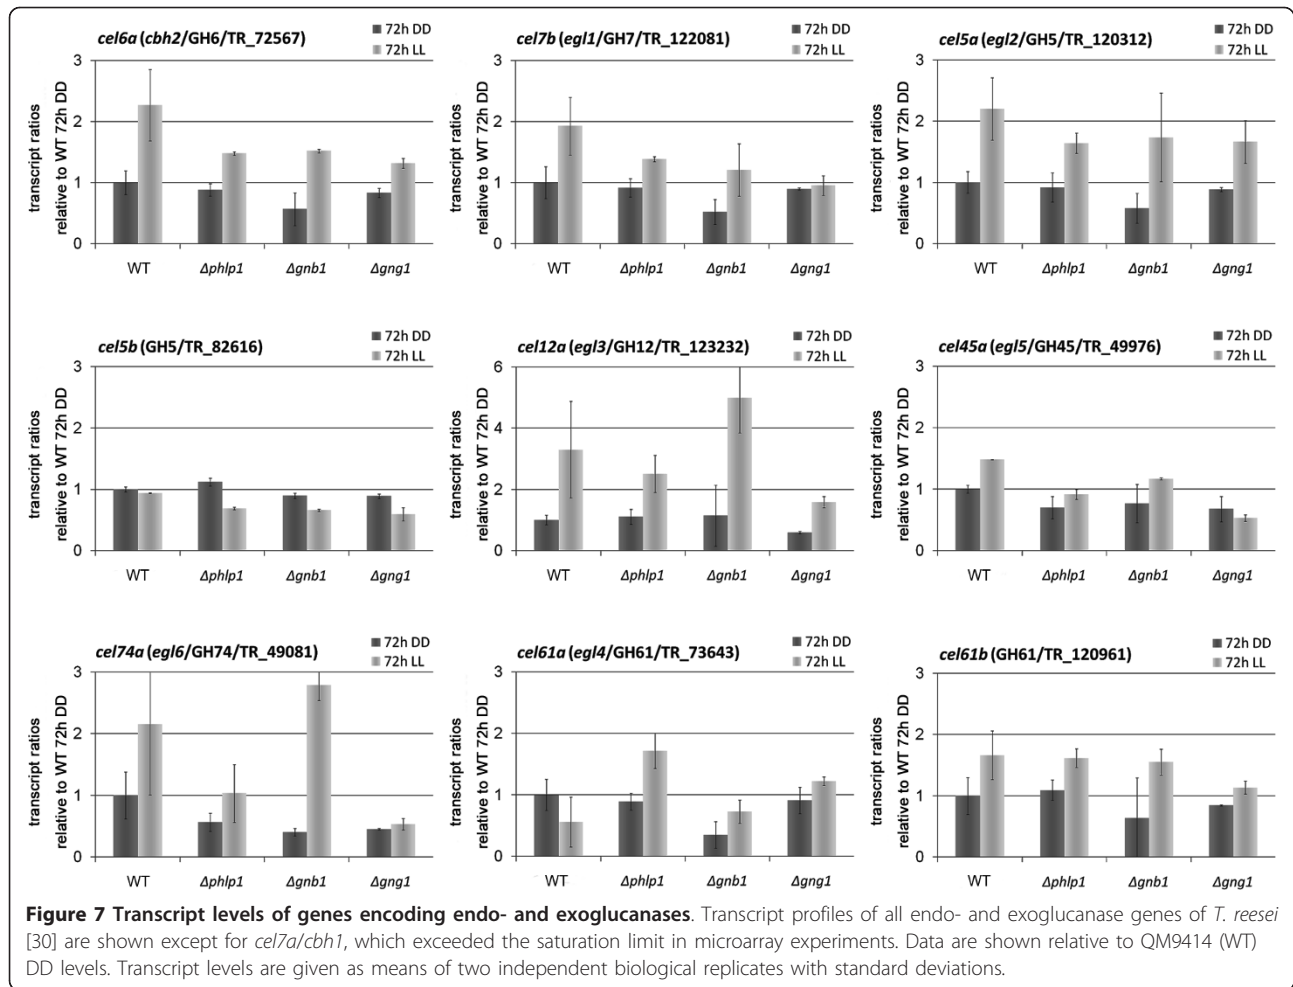 cel6a (cbh2/GH6/TR_72567)
72h DD
72h LL
transcript ratios
relative to WT 72h DD
3
2
1
0
WT
Δphlp1
Δgnb1
Δgng1
cel7b (egl1/GH7/TR_122081)
72h DD
72h LL
transcript ratios
relative to WT 72h DD
3
2
1
0
WT
Δphlp1
Δgnb1
Δgng1
cel5a (egl2/GH5/TR_120312)
72h DD
72h LL
transcript ratios
relative to WT 72h DD
3
2
1
0
WT
Δphlp1
Δgnb1
Δgng1
cel5b (GH5/TR_82616)
72h DD
72h LL
transcript ratios
relative to WT 72h DD
3
2
1
0
WT
Δphlp1
Δgnb1
Δgng1
cel12a (egl3/GH12/TR_123232)
72h DD
72h LL
transcript ratios
relative to WT 72h DD
6
4
2
0
WT
Δphlp1
Δgnb1
Δgng1
cel45a (egl5/GH45/TR_49976)
72h DD
72h LL
transcript ratios
relative to WT 72h DD
3
2
1
0
WT
Δphlp1
Δgnb1
Δgng1
cel74a (egl6/GH74/TR_49081)
72h DD
72h LL
transcript ratios
relative to WT 72h DD
3
2
1
0
WT
Δphlp1
Δgnb1
Δgng1
cel61a (egl4/GH61/TR_73643)
72h DD
72h LL
transcript ratios
relative to WT 72h DD
3
2
1
0
WT
Δphlp1
Δgnb1
Δgng1
cel61b (GH61/TR_120961)
72h DD
72h LL
transcript ratios
relative to WT 72h DD
3
2
1
0
WT
Δphlp1
Δgnb1
Δgng1
Figure 7 Transcript levels of genes encoding endo- and exoglucanases. Transcript profiles of all endo- and exoglucanase genes of T. reesei
[30] are shown except for cel7a/cbh1, which exceeded the saturation limit in microarray experiments. Data are shown relative to QM9414 (WT)
DD levels. Transcript levels are given as means of two independent biological replicates with standard deviations.